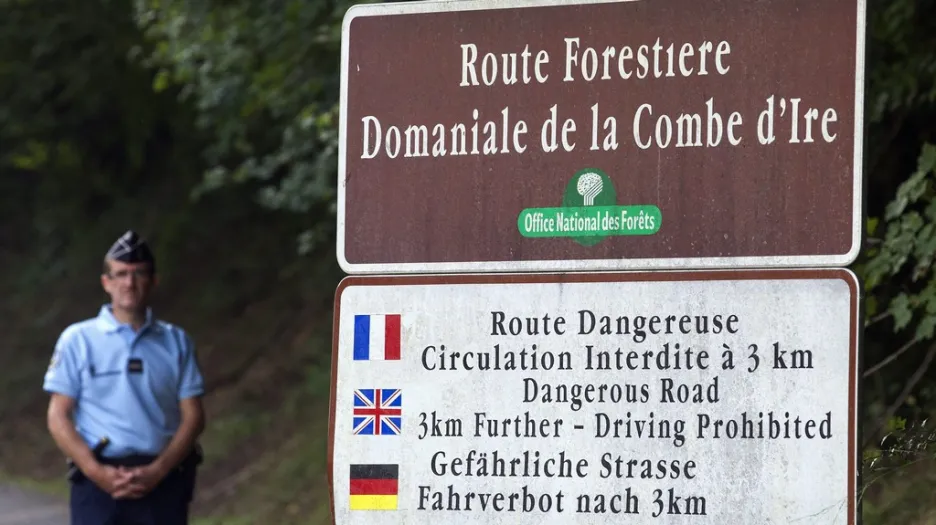 Route Forestiere
Domaniale de la Combe d'Ire
Office National des Forêts
Route Dangereuse
Circulation Interdite à 3 km
Dangerous Road
3km Further - Driving Prohibited
Gefährliche Strasse
Fahrverbot nach 3km